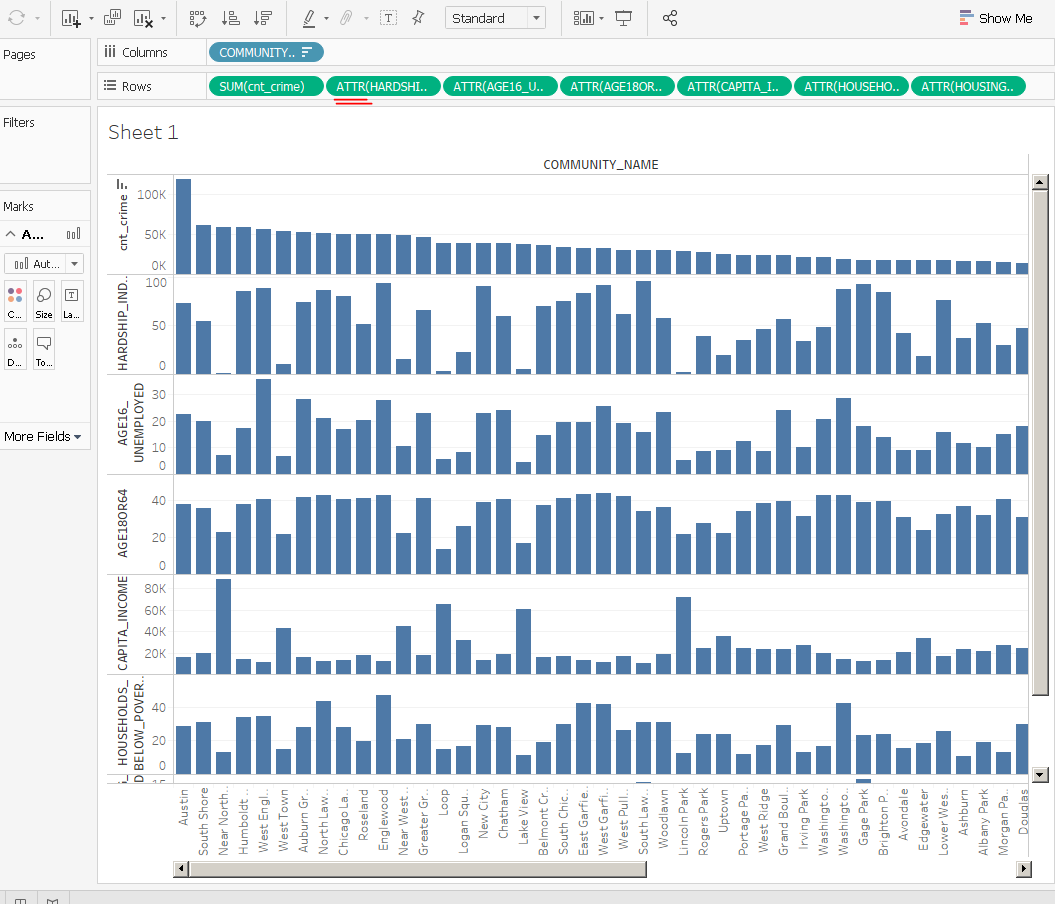 Standard
Show Me
Pages
Columns
COMMUNITY..
Rows
SUM(cnt_crime)
ATTR(HARDSHI..
ATTR(AGE16_U..
ATTR(AGE18OR..
ATTR(CAPITA_I..
ATTR(HOUSEHO..
ATTR(HOUSING..
Filters
Sheet 1
COMMUNITY_NAME
Marks
A...
Aut...
C...
Size
La...
D...
To...
More Fields
cnt_crime
100K
50K
0K
HARDSHIP_IND..
100
50
0
AGE16_
UNEMPLOYED
30
20
10
0
AGE18OR64
40
20
0
CAPITA_INCOME
80K
60K
40K
20K
HOUSEHOLDS_
D BELOW_POVER..
40
20
0
15
Austin
South Shore
Near North..
Humboldt ..
West Engl..
West Town
Auburn Gr..
North Law..
Chicago La..
Roseland
Englewood
Near West..
Greater Gr..
Loop
Logan Squ..
New City
Chatham
Lake View
Belmont Cr..
South Chic..
East Garfie..
West Garfi..
West Pull..
South Law..
Woodlawn
Lincoln Park
Rogers Park
Uptown
Portage Pa..
West Ridge
Grand Boul..
Irving Park
Washingto..
Washingto..
Gage Park
Brighton P..
Avondale
Edgewater
Lower Wes..
Ashburn
Albany Park
Morgan Pa..
Douglas